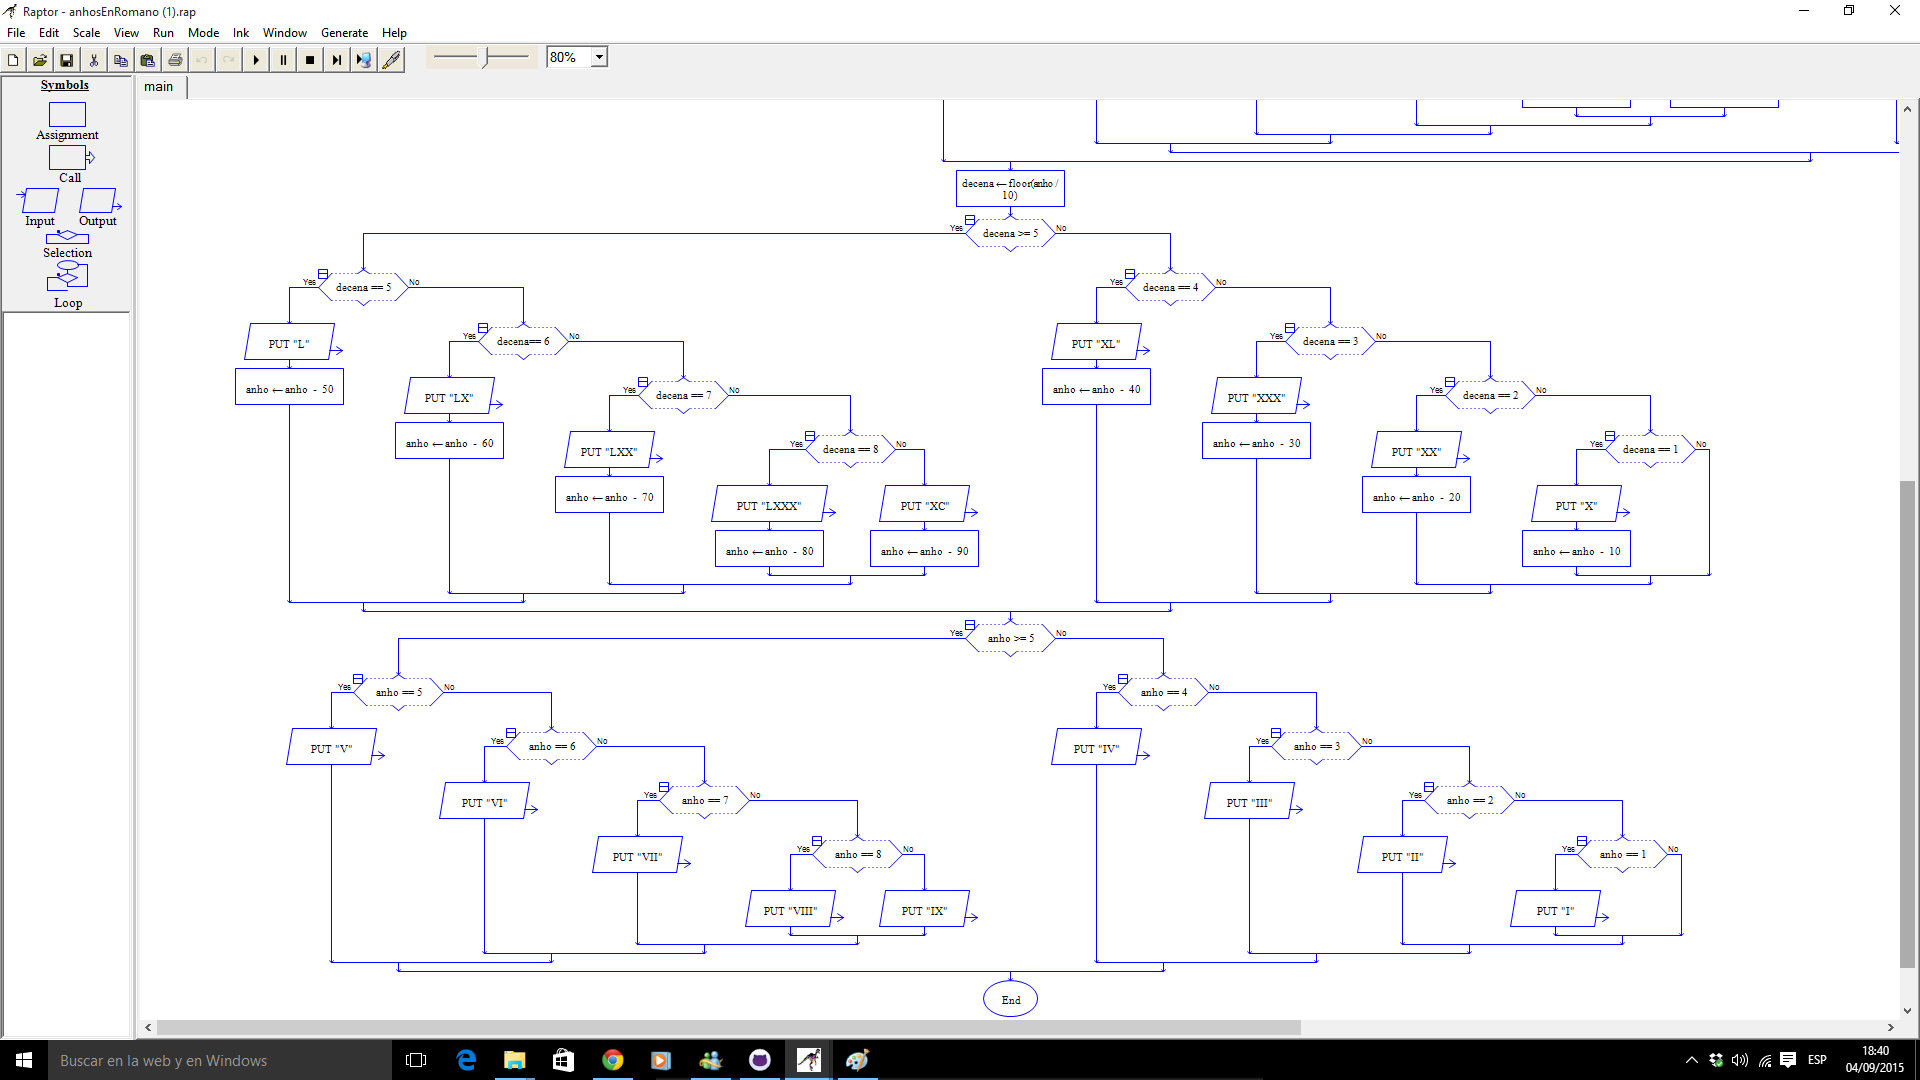 Raptor - anhosEnRomano (1).rap
File Edit Scale View Run Mode Ink Window Generate Help
80%
Symbols
main
Assignment
Call
Input Output
Selection
Loop
decena ← floor(anho / 
10)
Yes decena >= 5 No
Yes decena == 5 No
Yes decena == 4 No
PUT "L"
Yes decena== 6 No
PUT "XL"
Yes decena == 3 No
anho ← anho - 50
PUT "LX"
Yes decena == 7 No
anho ← anho - 40
PUT "XXX"
Yes decena == 2 No
anho ← anho - 60
PUT "LXX"
Yes decena == 8 No
anho ← anho - 30
PUT "XX"
Yes decena == 1 No
anho ← anho - 70
PUT "LXXX"
PUT "XC"
anho ← anho - 20
PUT "X"
anho ← anho - 80
anho ← anho - 90
anho ← anho - 10
Yes anho >= 5 No
Yes anho == 5 No
Yes anho == 4 No
PUT "V"
Yes anho == 6 No
PUT "IV"
Yes anho == 3 No
PUT "VI"
Yes anho == 7 No
PUT "III"
Yes anho == 2 No
PUT "VII"
Yes anho == 8 No
PUT "II"
Yes anho == 1 No
PUT "VIII"
PUT "IX"
PUT "I"
End
Buscar en la web y en Windows
ESP
18:40
04/09/2015